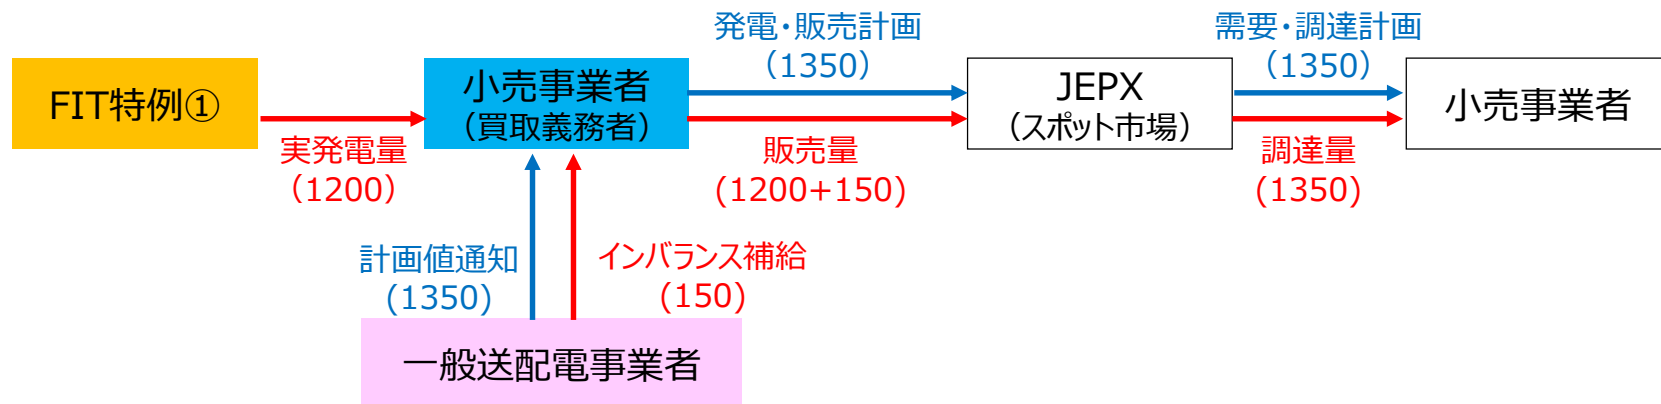 発電・販売計画
（1350）
需要・調達計画
（1350）
FIT特例①
小売事業者
（買取義務者）
JEPX
（スポット市場）
小売事業者
実発電量
（1200）
販売量
(1200+150)
調達量
(1350)
計画値通知
(1350)
インバランス補給
(150)
一般送配電事業者